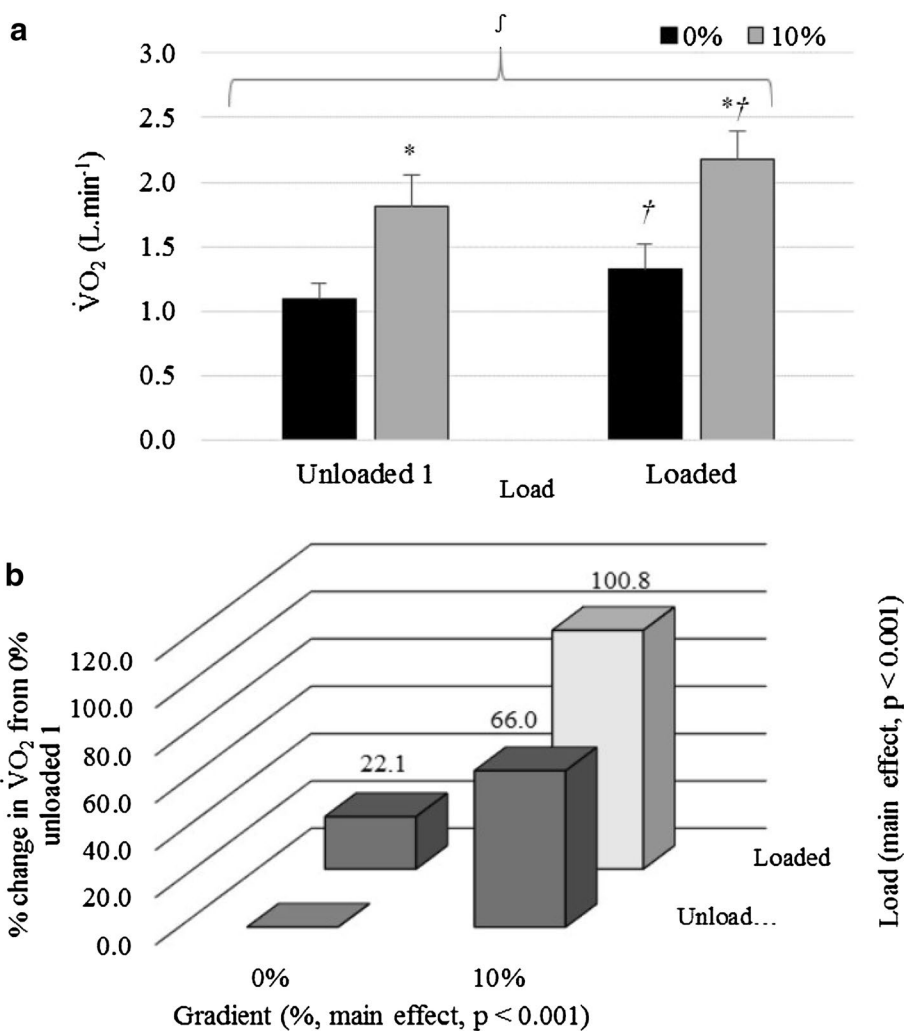 a
∫
0% 10%
3.0
2.5
2.0
1.5
1.0
0.5
0.0
V̇O₂ (L.min⁻¹)
*
†
*†
Unloaded 1
Loaded
Load
b
% change in V̇O₂ from 0%
unloaded 1
120.0
100.0
80.0
60.0
40.0
20.0
0.0
100.8
66.0
22.1
Loaded
Unload...
0%
10%
Gradient (%, main effect, p < 0.001)
Load (main effect, p < 0.001)